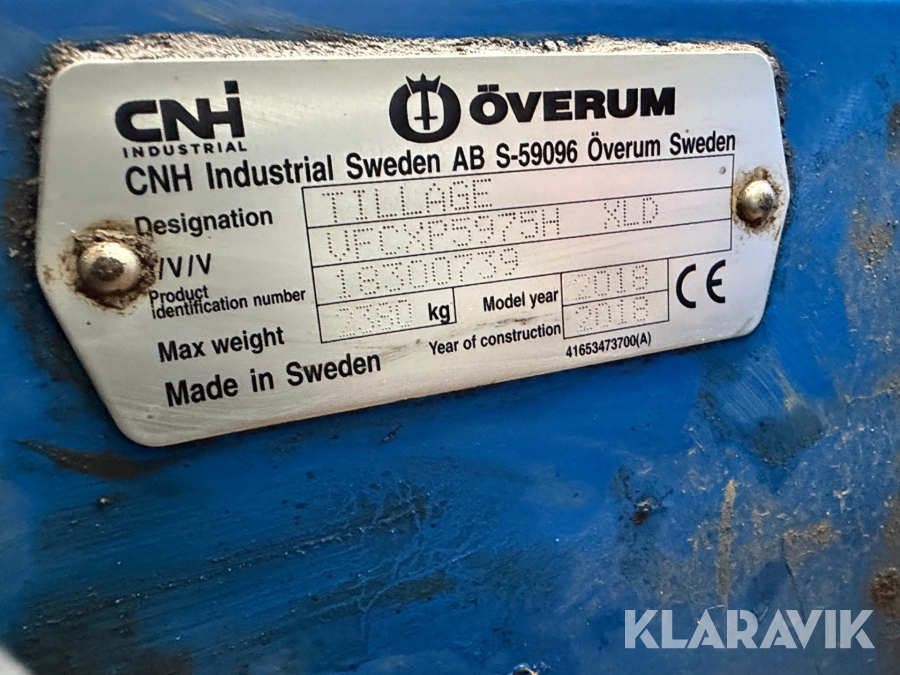 CNH
INDUSTRIAL
ÖVERUM
CNH Industrial Sweden AB S-59096 Överum Sweden
Designation TILLAGE
/V/V VFCXP5975H XLD
Product identification number 18300739
Max weight 2380 kg
Model year 2018
Year of construction 2018
CE
Made in Sweden
41653473700(A)
KLARAVIK